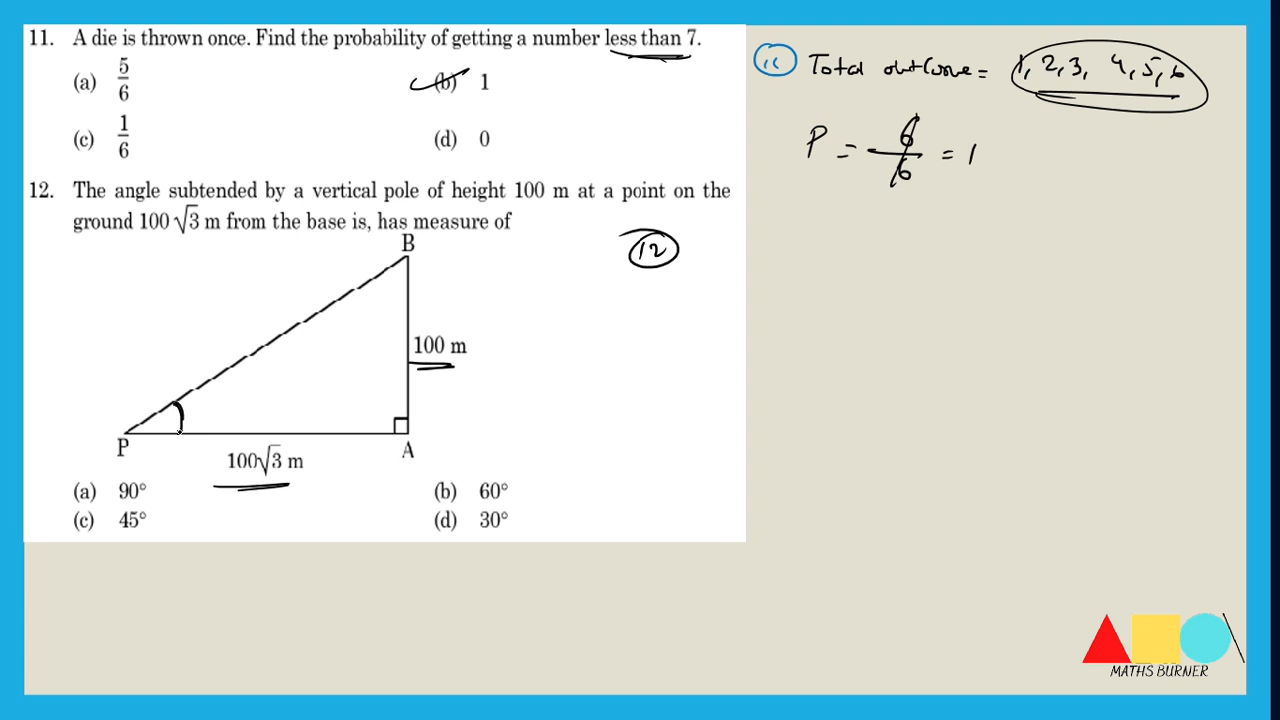 11. A die is thrown once. Find the probability of getting a number less than 7.
(a) 5/6 (b) 1
(c) 1/6 (d) 0
12. The angle subtended by a vertical pole of height 100 m at a point on the
ground 100√3 m from the base is, has measure of
B
100 m
P
A
100√3 m
(a) 90° (b) 60°
(c) 45° (d) 30°
12
11 Total outcome = 1, 2, 3, 4, 5, 6
P = 6/6 = 1
MATHS BURNER